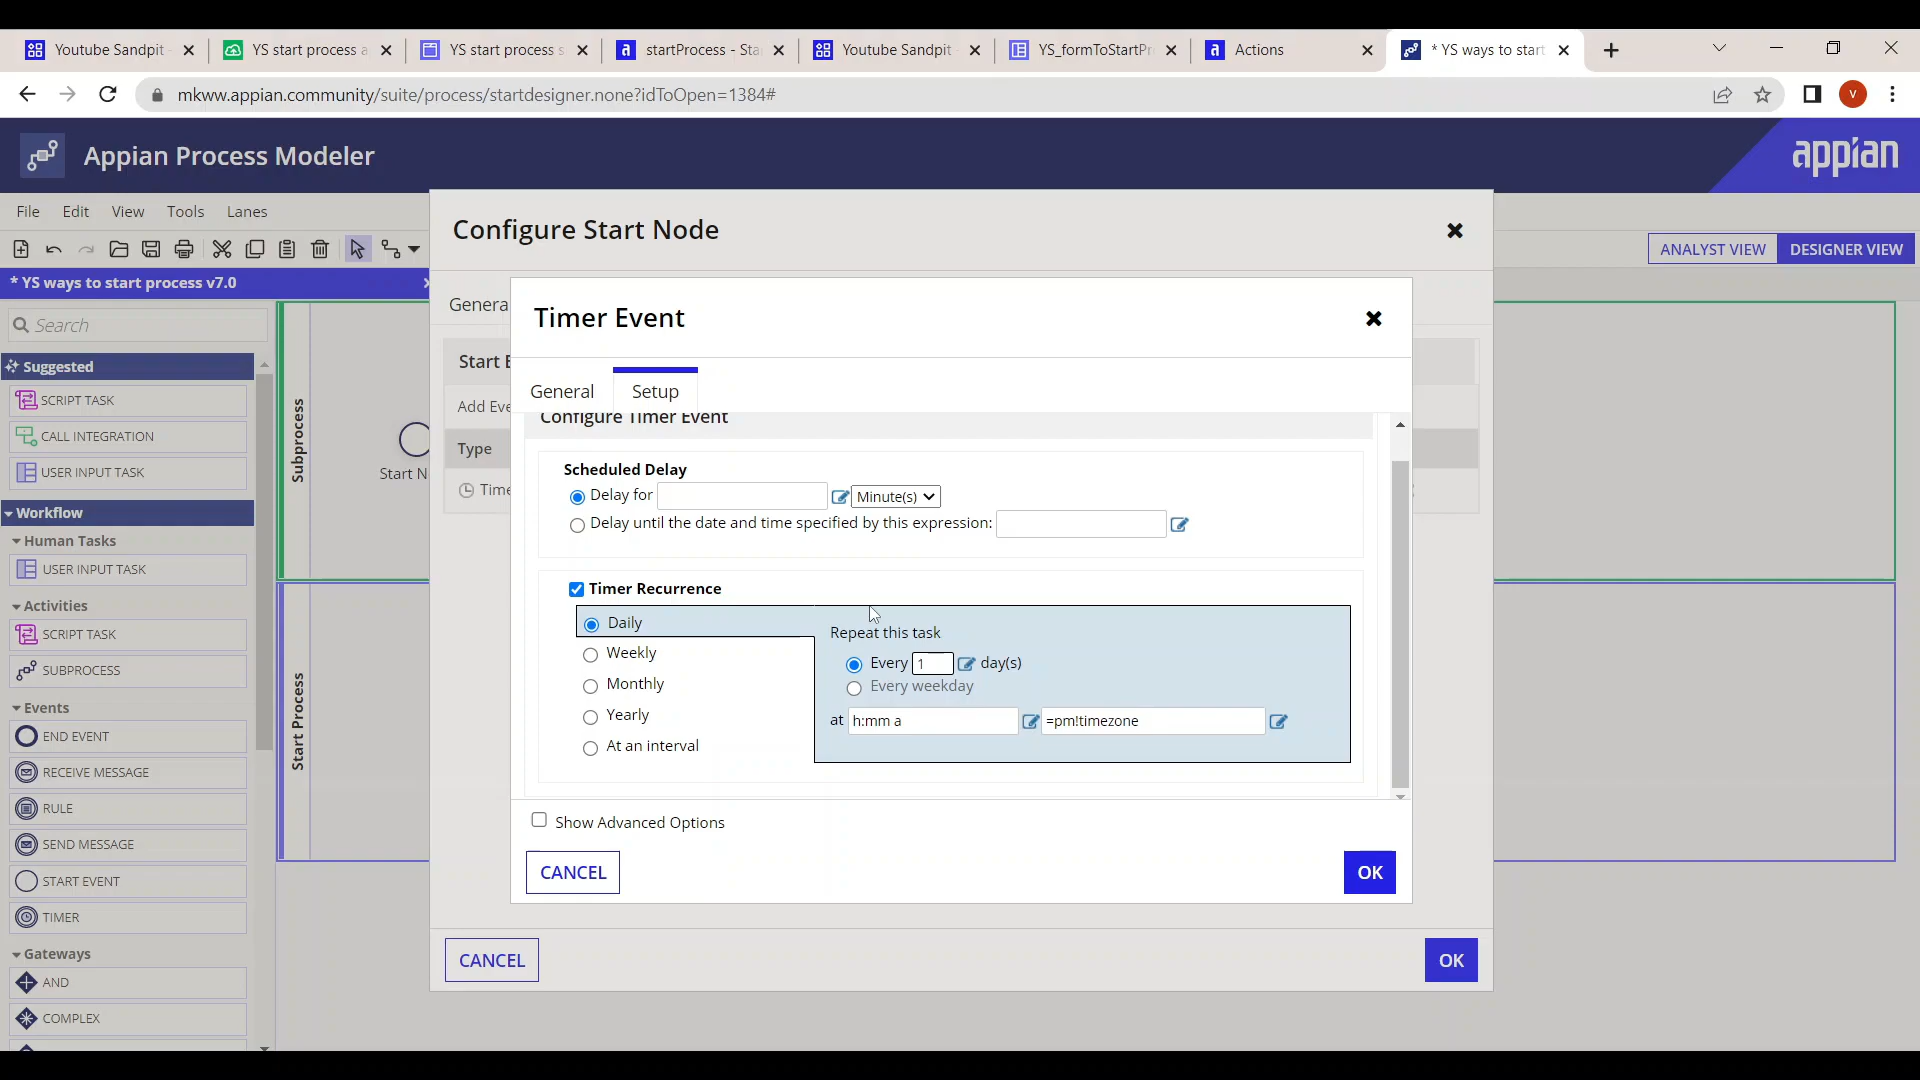 Youtube Sandpit
YS start process a
YS start process s
startProcess - Sta
Youtube Sandpit
YS_formToStartPr
Actions
* YS ways to start
mkww.appian.community/suite/process/startdesigner.none?idToOpen=1384#
V
Appian Process Modeler
appian
File Edit View Tools Lanes
ANALYST VIEW
DESIGNER VIEW
* YS ways to start process v7.0
Search
Suggested
SCRIPT TASK
CALL INTEGRATION
USER INPUT TASK
Workflow
Human Tasks
USER INPUT TASK
Activities
SCRIPT TASK
SUBPROCESS
Events
END EVENT
RECEIVE MESSAGE
RULE
SEND MESSAGE
START EVENT
TIMER
Gateways
AND
COMPLEX
Subprocess
Start N
Start Process
Configure Start Node
Genera
Start E
Add Eve
Type
Time
Timer Event
General
Setup
Configure Timer Event
Scheduled Delay
Delay for
Minute(s)
Delay until the date and time specified by this expression:
Timer Recurrence
Daily
Weekly
Monthly
Yearly
At an interval
Repeat this task
Every 1 day(s)
Every weekday
at h:mm a =pm!timezone
Show Advanced Options
CANCEL
OK
CANCEL
OK